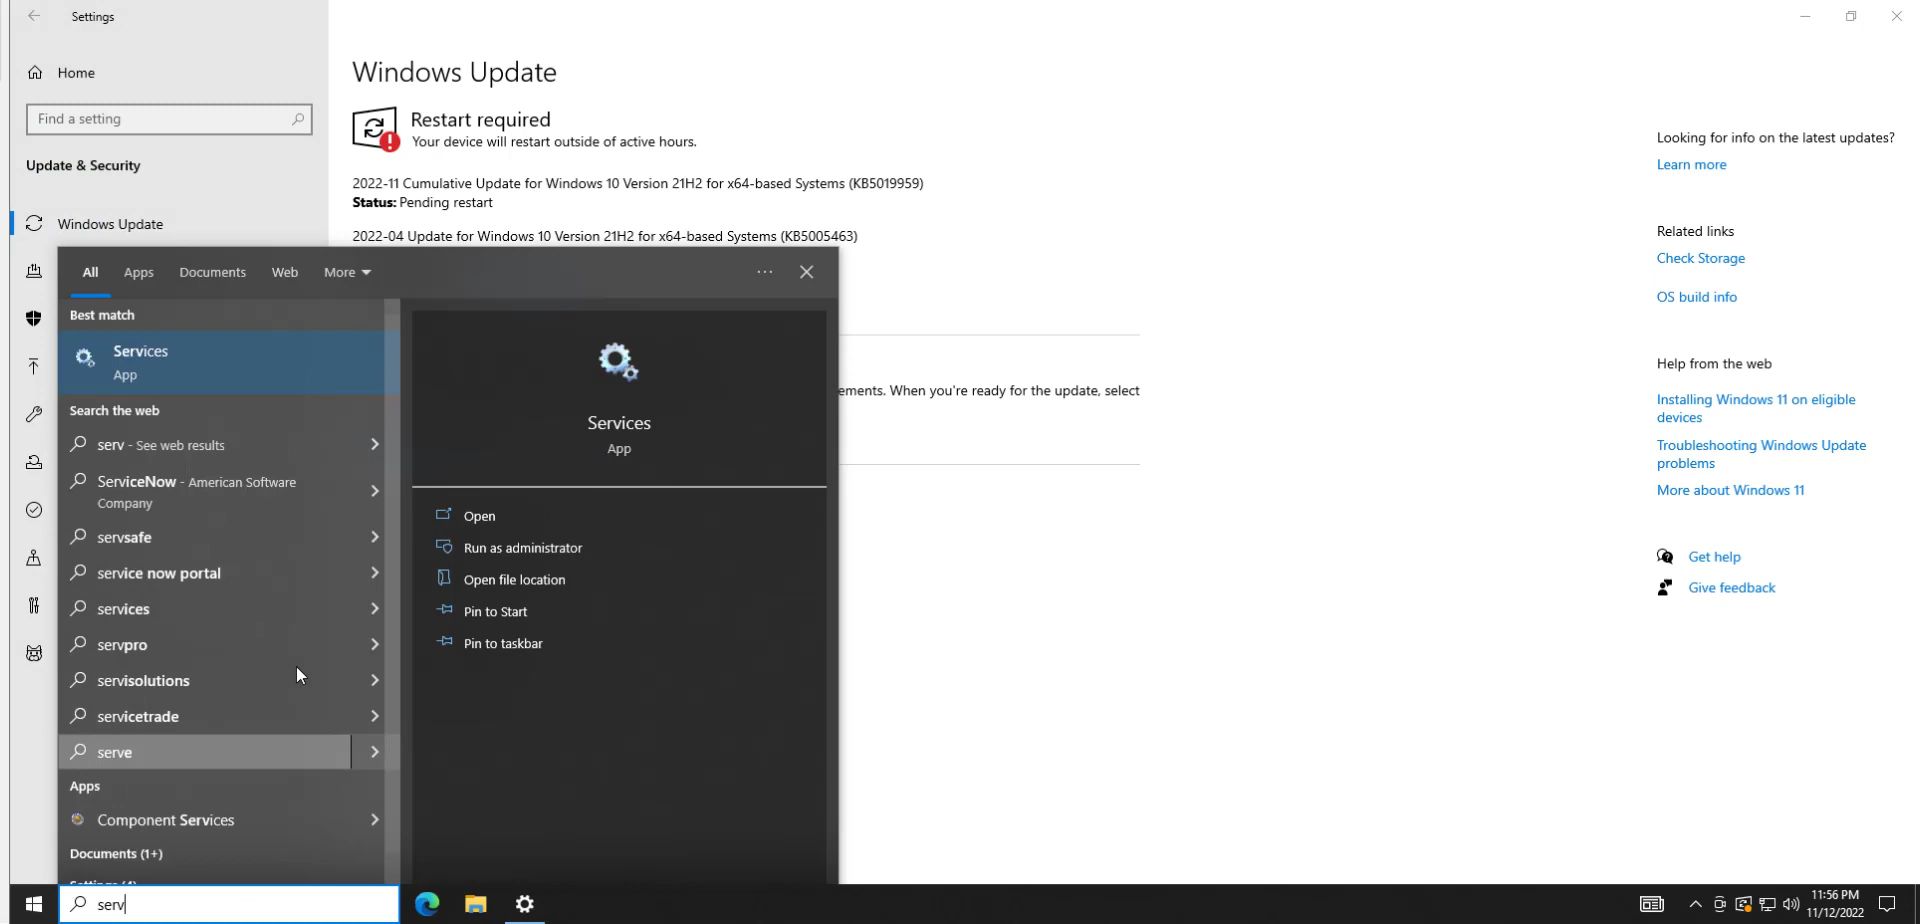 Settings
Home
Find a setting
Update & Security
Windows Update
Windows Update
Restart required
Your device will restart outside of active hours.
2022-11 Cumulative Update for Windows 10 Version 21H2 for x64-based Systems (KB5019959)
Status: Pending restart
2022-04 Update for Windows 10 Version 21H2 for x64-based Systems (KB5005463)
ements. When you're ready for the update, select
Looking for info on the latest updates?
Learn more
Related links
Check Storage
OS build info
Help from the web
Installing Windows 11 on eligible
devices
Troubleshooting Windows Update
problems
More about Windows 11
Get help
Give feedback
All Apps Documents Web More
Best match
Services
App
Search the web
serv - See web results
ServiceNow - American Software
Company
servsafe
service now portal
services
servpro
servisolutions
servicetrade
serve
Apps
Component Services
Documents (1+)
Settings (4)
Services
App
Open
Run as administrator
Open file location
Pin to Start
Pin to taskbar
serv
11:56 PM
11/12/2022